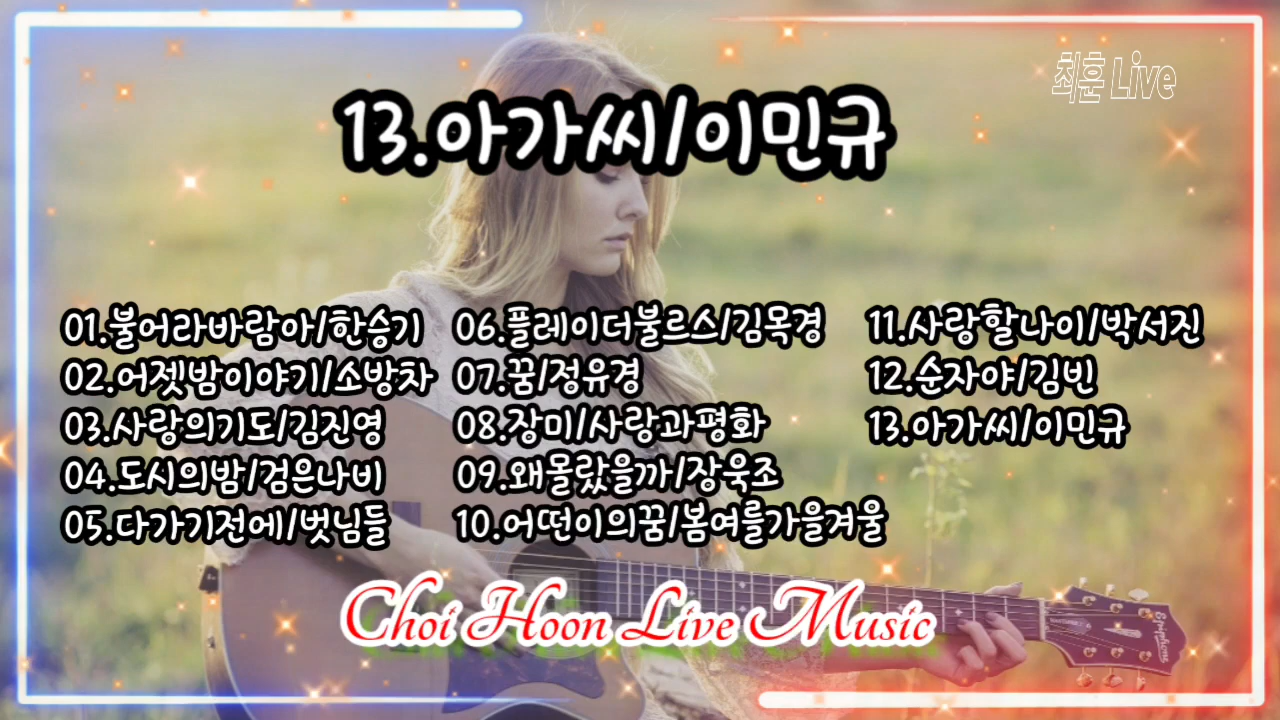 최훈 Live
13.아가씨/이민규
01.불어라바람아/한승기
02.어젯밤이야기/소방차
03.사랑의기도/김진영
04.도시의밤/검은나비
05.다가기전에/벗님들
06.플레이더불르스/김목경
07.꿈/정유경
08.장미/사랑과평화
09.왜몰랐을까/장욱조
10.어떤이의꿈/봄여를가을겨울
11.사랑할나이/박서진
12.순자야/김빈
13.아가씨/이민규
Choi Hoon Live Music
Epiphone